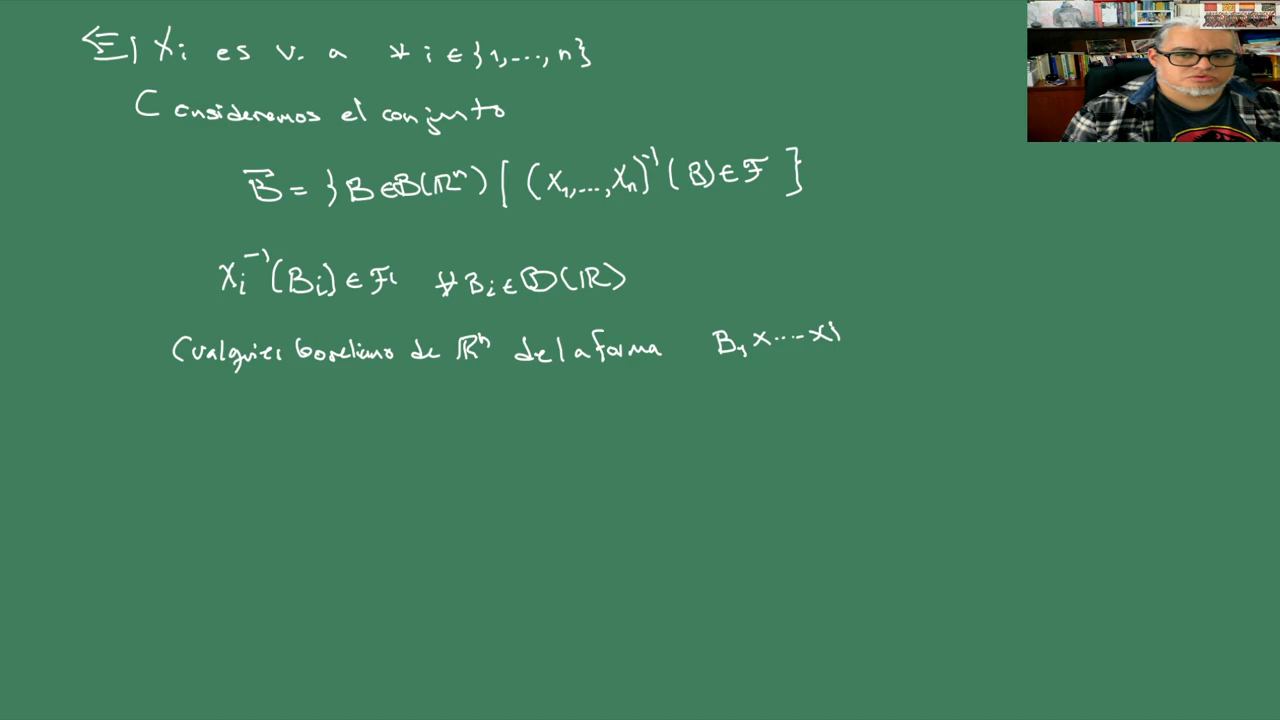 ⇐| Xi es v. a ∀ i ∈ {1,...,n}
Consideremos el conjunto
B̅ = {B ∈ B(ℝⁿ) | (X₁,...,Xₙ)⁻¹(B) ∈ F}
Xi⁻¹(Bi) ∈ F ∀ Bi ∈ B(ℝ)
Cualquier boreliano de ℝⁿ de la forma B₁ x ... x